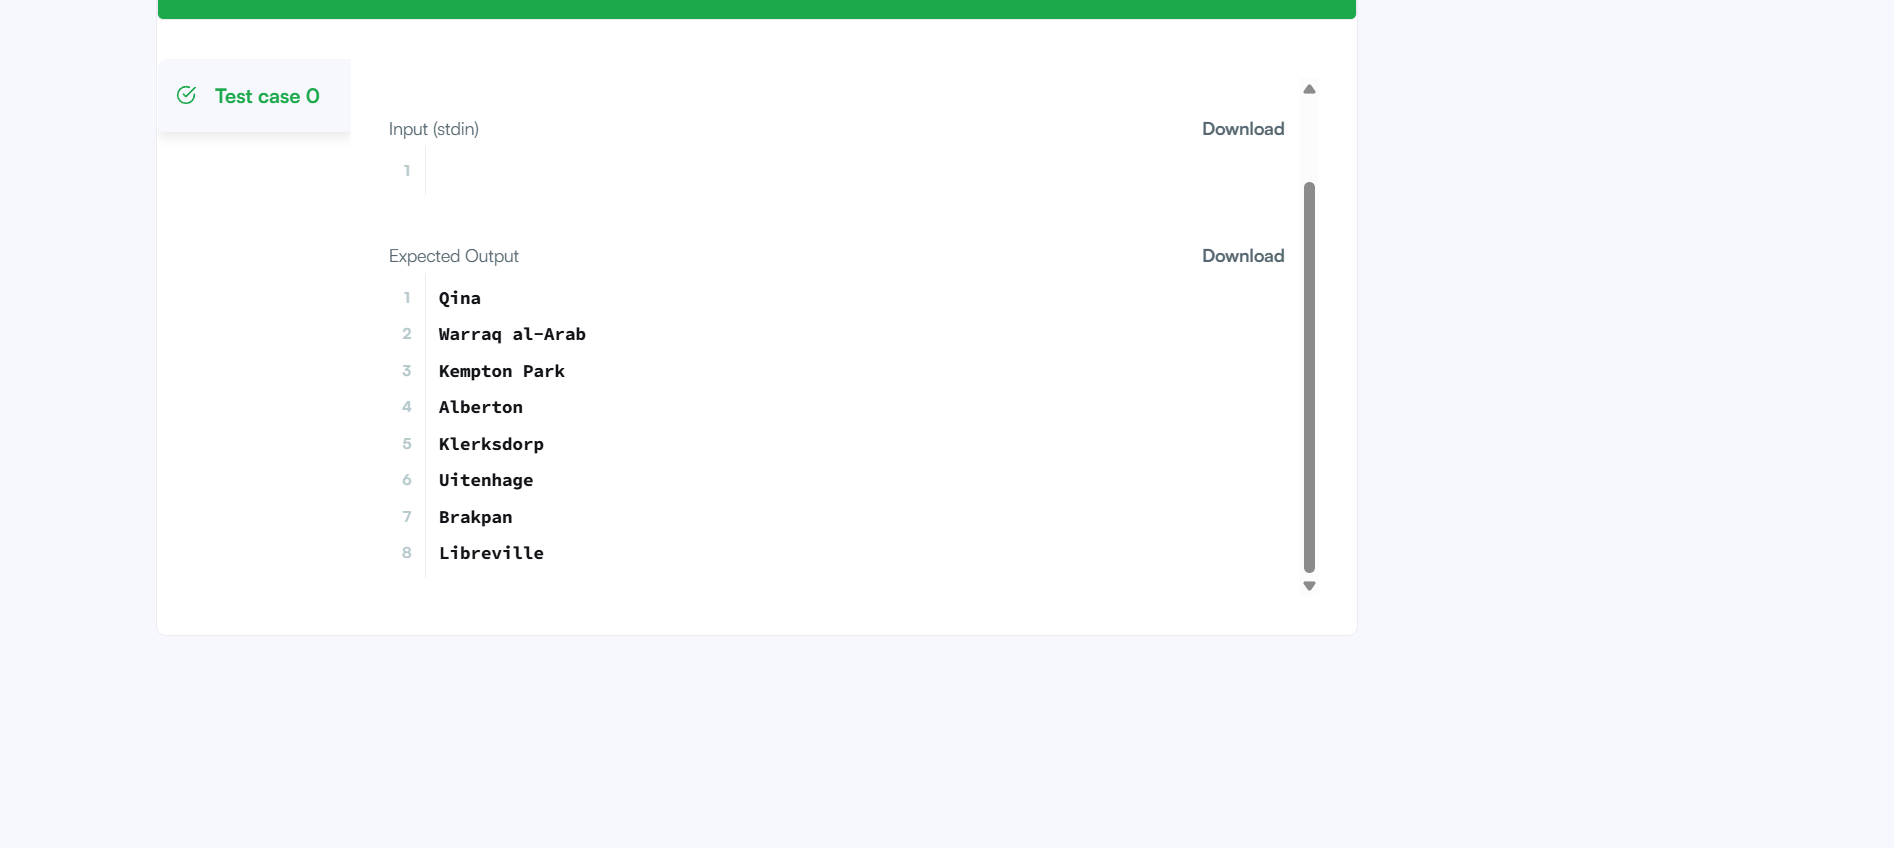 Test case 0
Input (stdin)
Download
1
Expected Output
Download
1 Qina
2 Warraq al-Arab
3 Kempton Park
4 Alberton
5 Klerksdorp
6 Uitenhage
7 Brakpan
8 Libreville